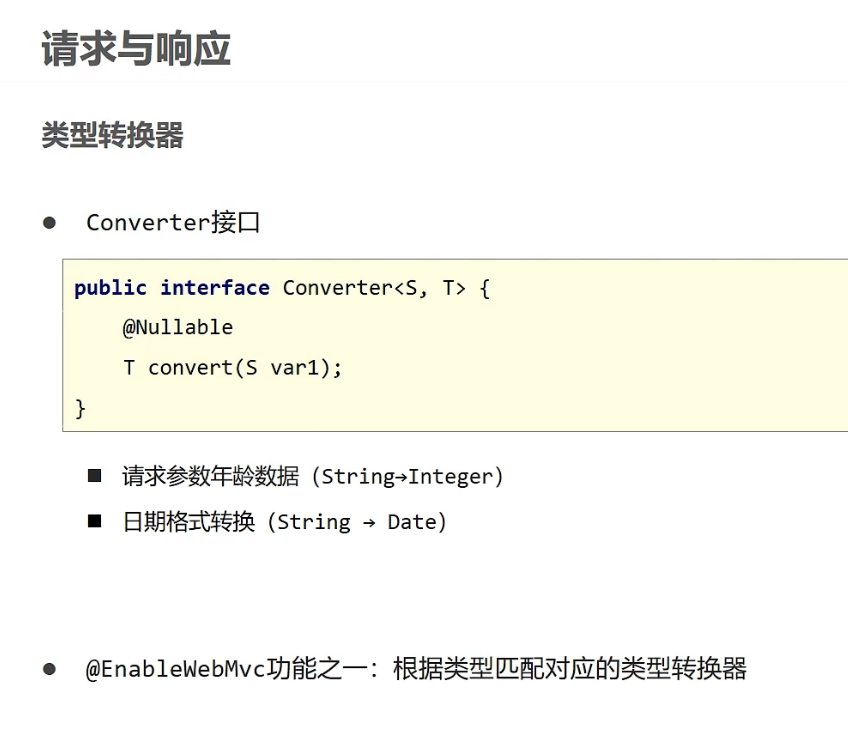 请求与响应
类型转换器
● Converter接口
public interface Converter<S, T> {
@Nullable
T convert(S var1);
}
■ 请求参数年龄数据（String→Integer）
■ 日期格式转换（String → Date）
● @EnableWebMvc功能之一：根据类型匹配对应的类型转换器